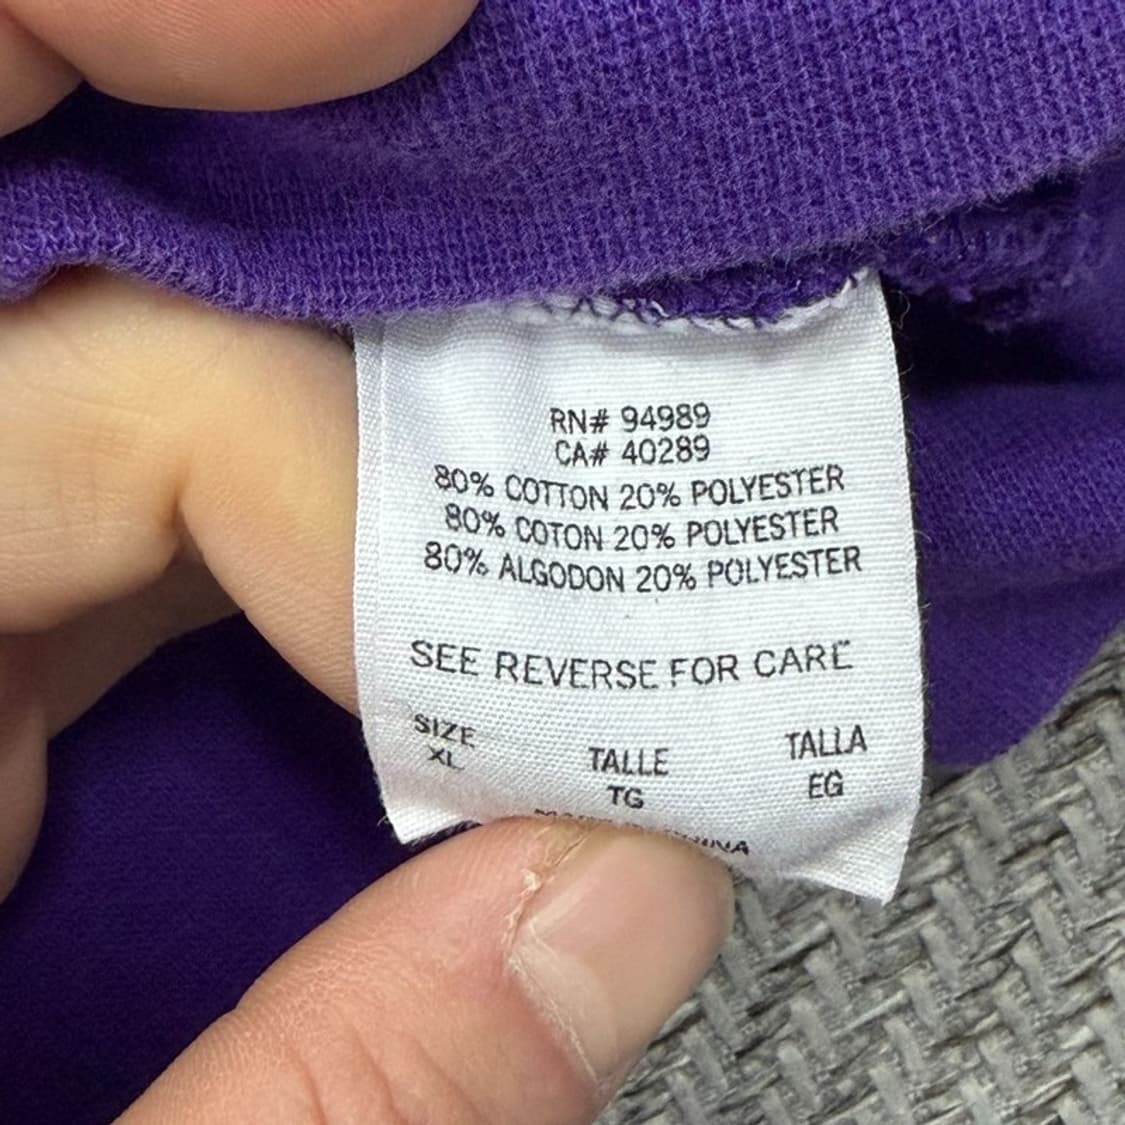 RN# 94989
CA# 40289
80% COTTON 20% POLYESTER
80% COTON 20% POLYESTER
80% ALGODON 20% POLYESTER
SEE REVERSE FOR CARE
SIZE TALLE TALLA
XL TG EG
CHINA